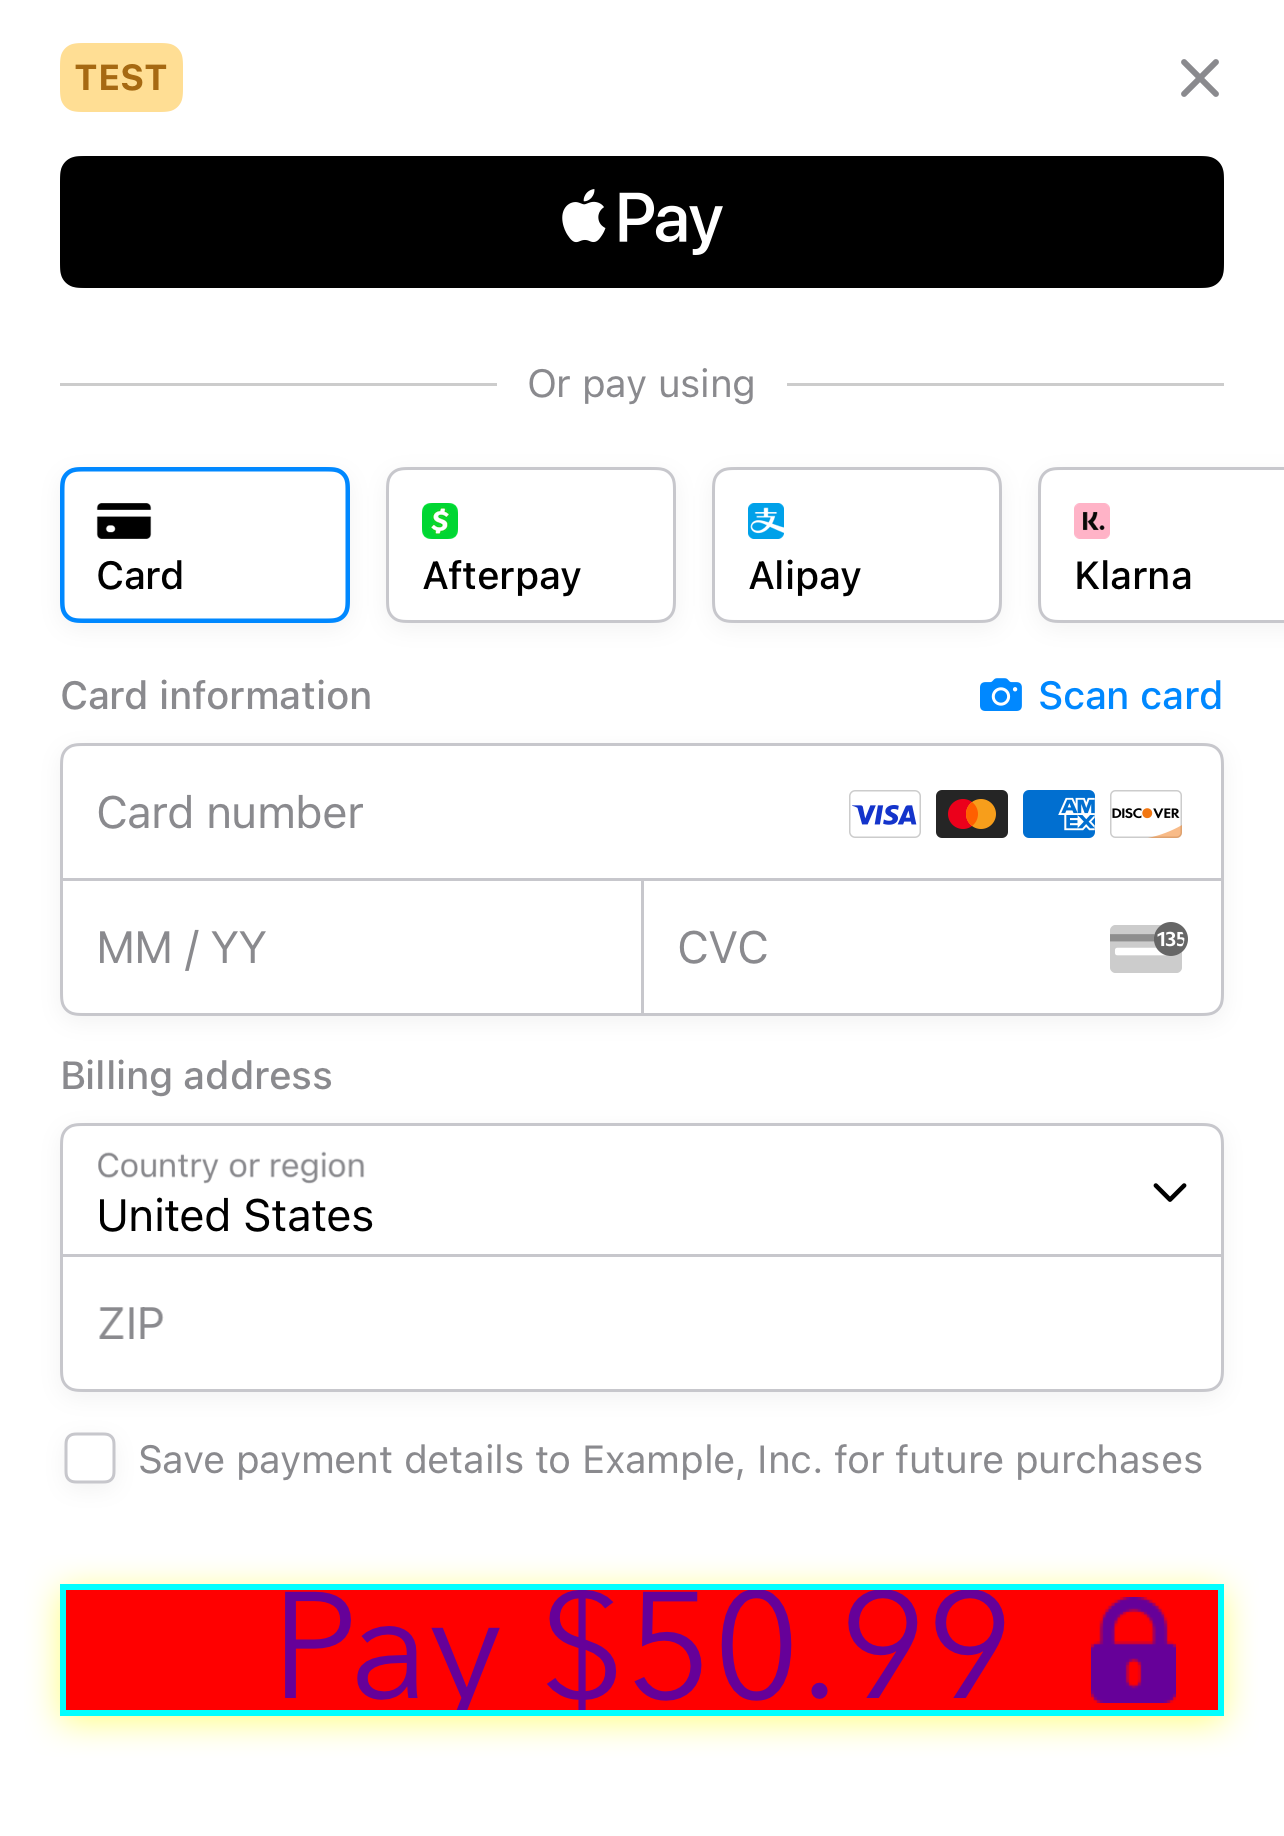 TEST
Pay
Or pay using
Card
Afterpay
Alipay
Klarna
Card information
Scan card
Card number
VISA
AM
EX
DISCOVER
MM / YY
CVC
135
Billing address
Country or region
United States
ZIP
Save payment details to Example, Inc. for future purchases
Pay $50.99